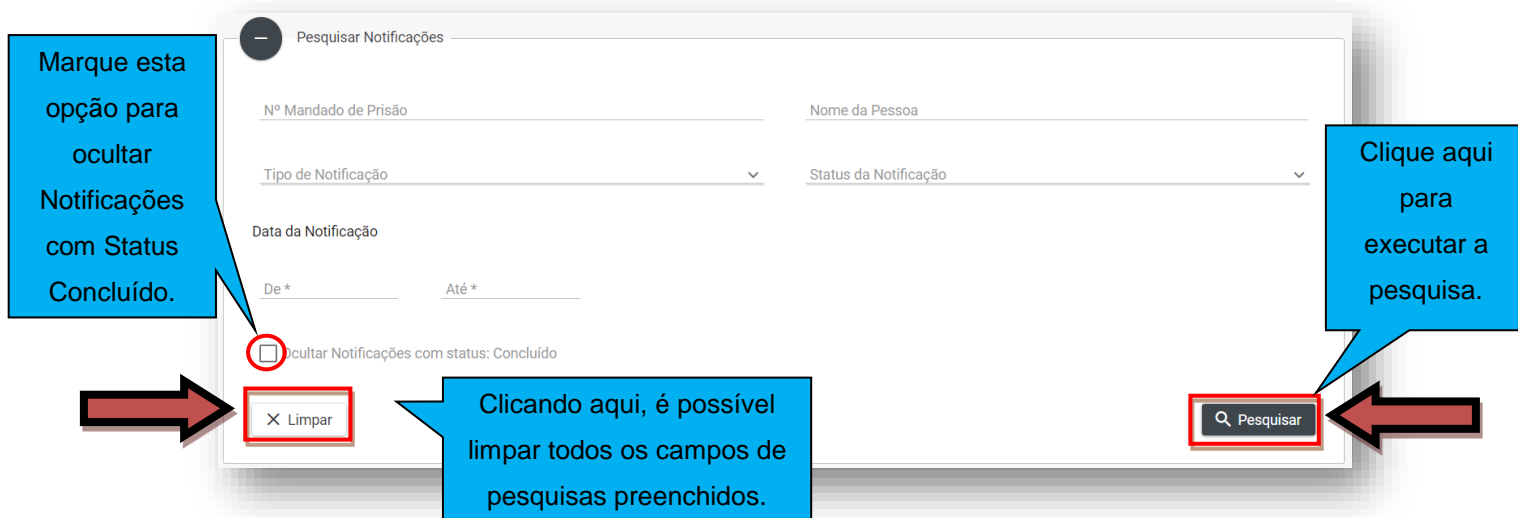 Pesquisar Notificações
Marque esta
opção para
ocultar
Notificações
com Status
Concluído.
Nº Mandado de Prisão
Nome da Pessoa
Tipo de Notificação
Status da Notificação
Clique aqui
para
executar a
pesquisa.
Data da Notificação
De *
Até *
Ocultar Notificações com status: Concluído
Limpar
Clicando aqui, é possível
limpar todos os campos de
pesquisas preenchidos.
Pesquisar